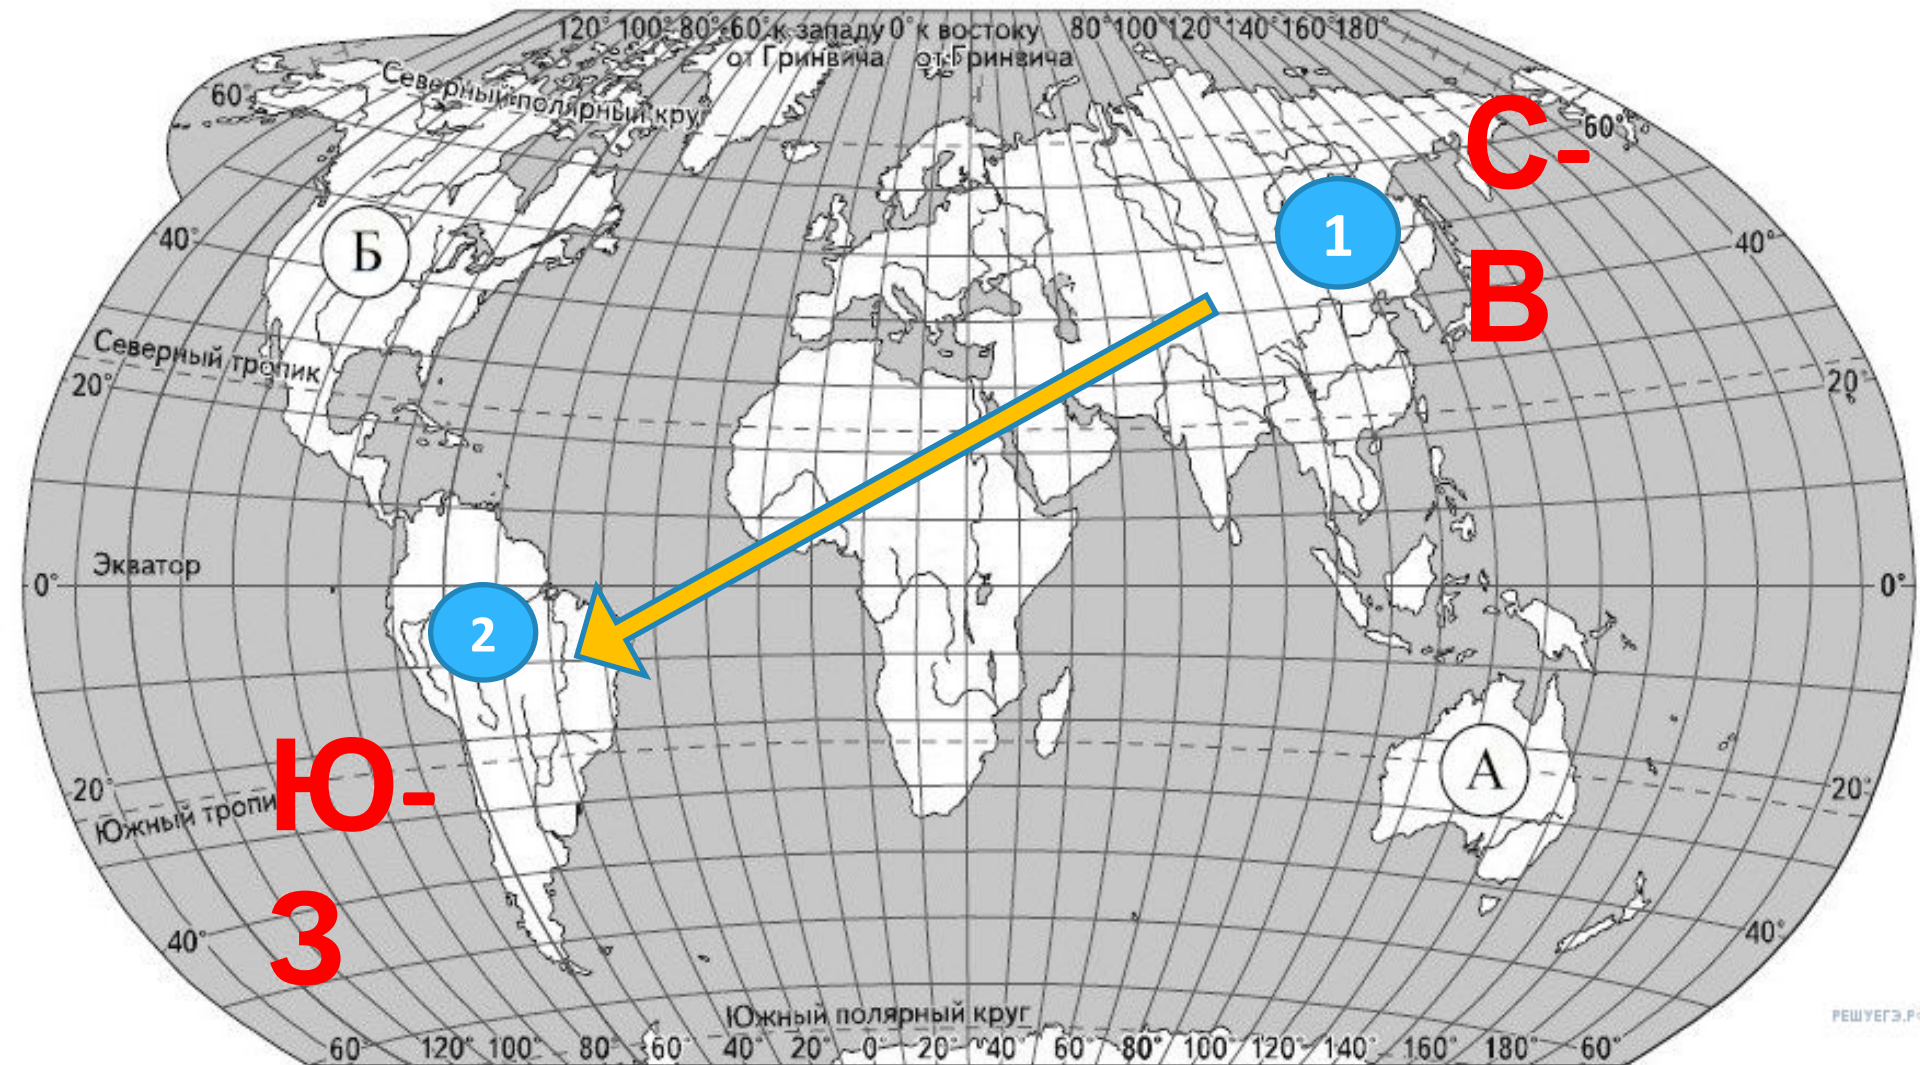 120° 100° 80° 60° к западу 0° к востоку 80° 100° 120° 140° 160° 180°
от Гринвича от Гринвича
Северный полярный круг
60°
С-
60°
1
Б
40°
В
40°
Северный тропик
20°
20°
Экватор
0°
0°
2
Ю-
А
20°
20°
Южный тропи
З
40°
40°
Южный полярный круг
60° 120° 100° 80° 60° 40° 20° 0° 20° 40° 60° 80° 100° 120° 140° 160° 180° 60°
РЕШУЕГЭ.Р